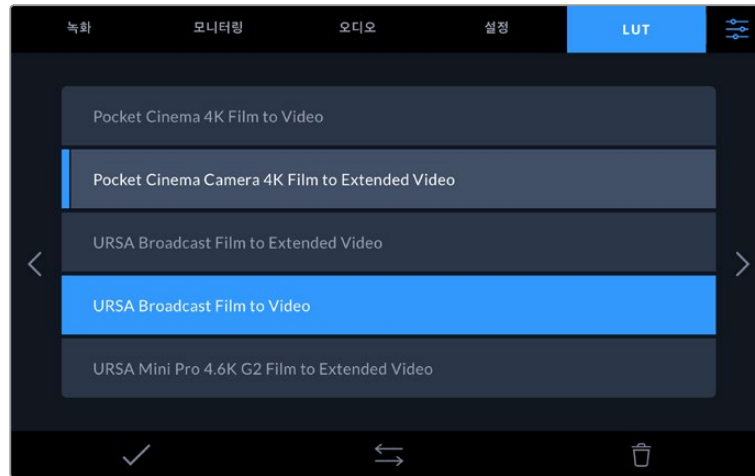 녹화 모니터링 오디오 설정 LUT
Pocket Cinema 4K Film to Video
Pocket Cinema Camera 4K Film to Extended Video
URSA Broadcast Film to Extended Video
URSA Broadcast Film to Video
URSA Mini Pro 4.6K G2 Film to Extended Video